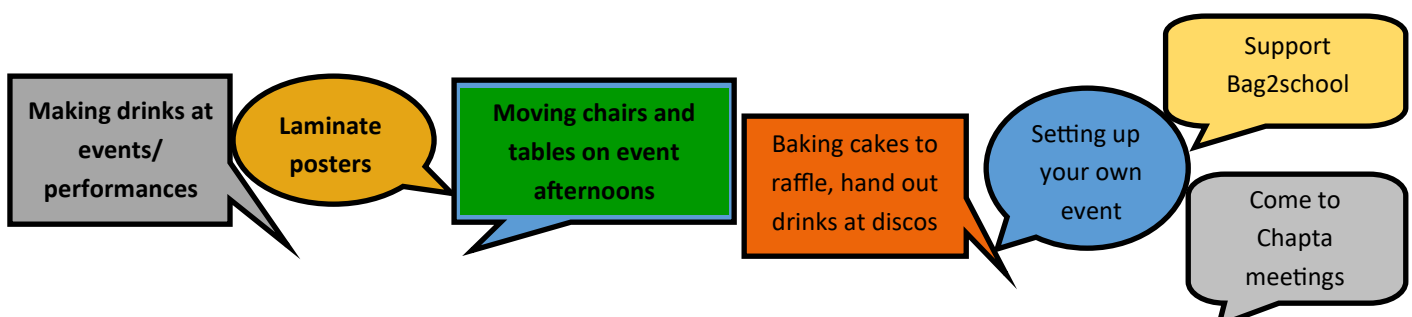 Making drinks at
events/
performances
Laminate
posters
Moving chairs and
tables on event
afternoons
Baking cakes to
raffle, hand out
drinks at discos
Setting up
your own
event
Support
Bag2school
Come to
Chapta
meetings